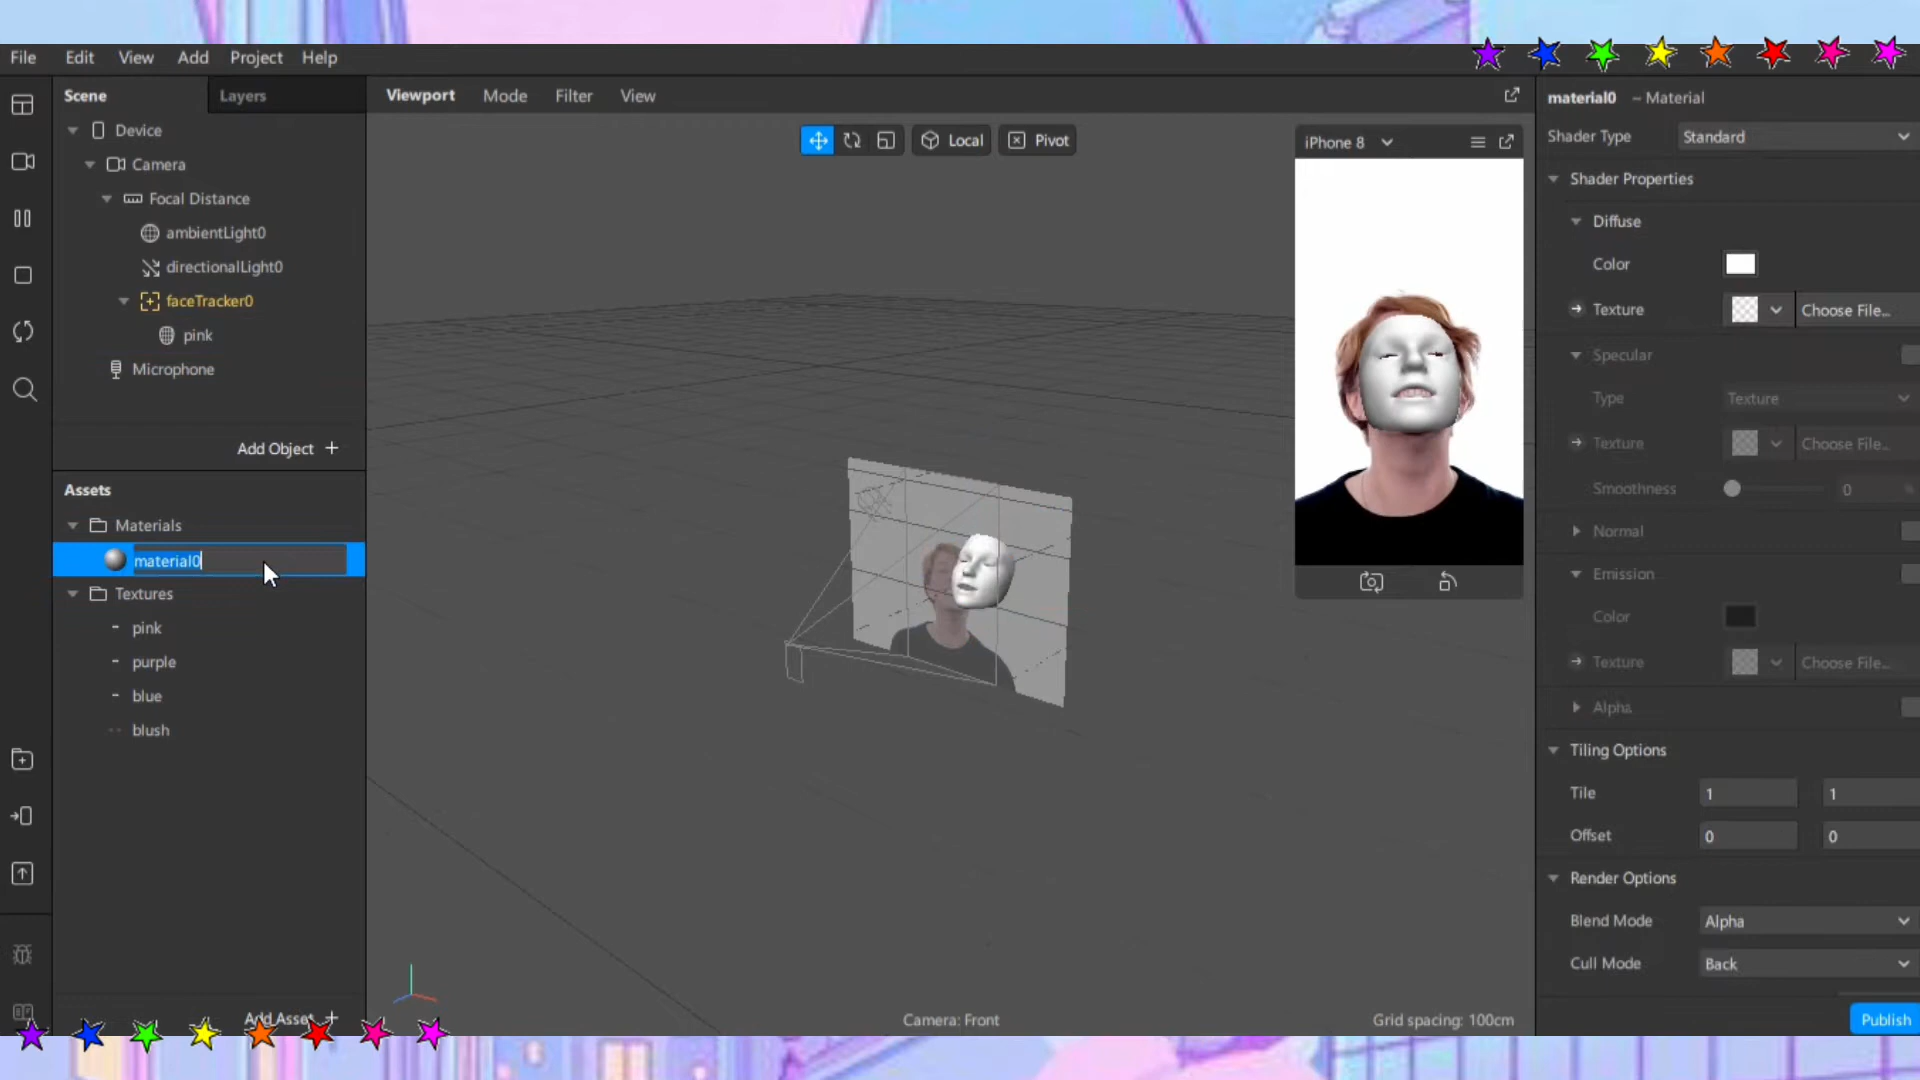 File Edit View Add Project Help
Scene Layers
Device
Camera
Focal Distance
ambientLight0
directionalLight0
faceTracker0
pink
Microphone
Add Object +
Assets
Materials
material0
Textures
pink
purple
blue
blush
Add Asset +
Viewport Mode Filter View
Local Pivot
iPhone 8
Camera: Front
Grid spacing: 100cm
material0 – Material
Shader Type Standard
Shader Properties
Diffuse
Color
Texture Choose File...
Specular
Type Texture
Texture Choose File...
Smoothness 0
Normal
Emission
Color
Texture Choose File...
Alpha
Tiling Options
Tile 1 1
Offset 0 0
Render Options
Blend Mode Alpha
Cull Mode Back
Publish